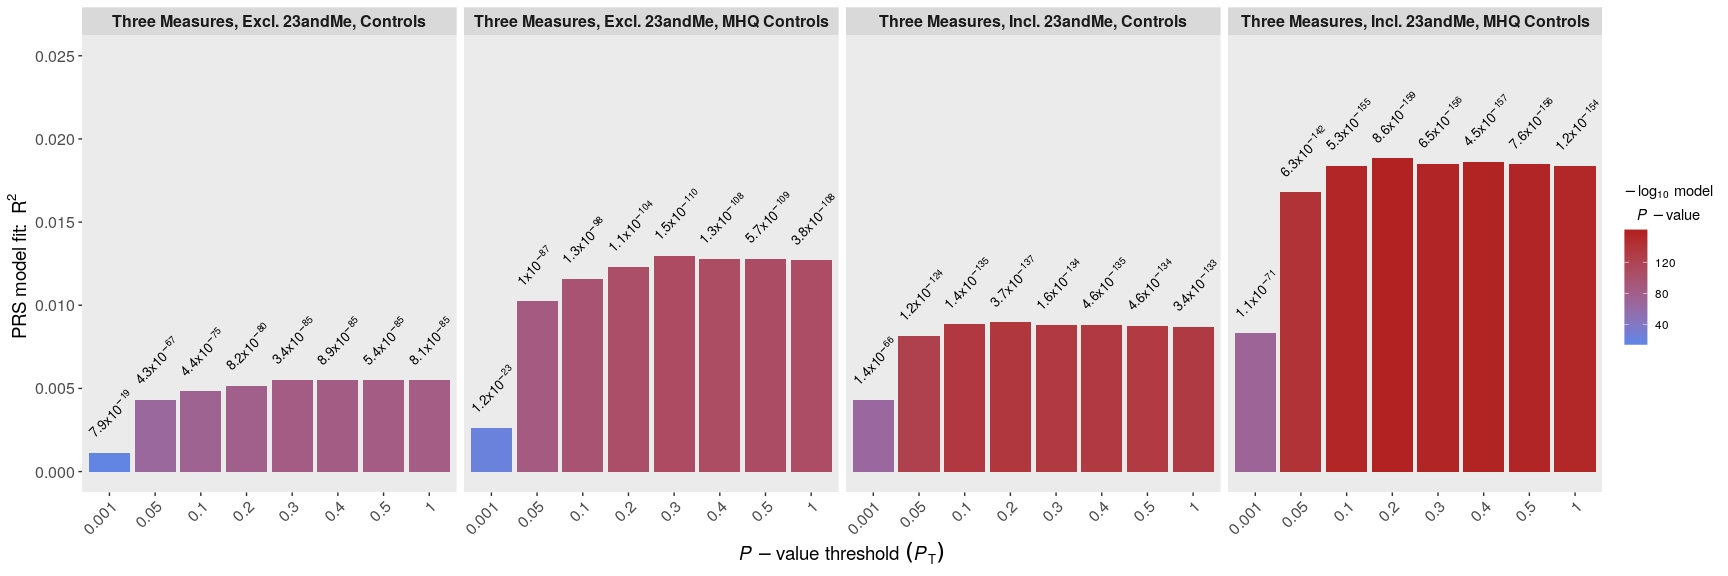 Three Measures, Excl. 23andMe, Controls
Three Measures, Excl. 23andMe, MHQ Controls
Three Measures, Incl. 23andMe, Controls
Three Measures, Incl. 23andMe, MHQ Controls
PRS model fit: R²
0.025
0.020
0.015
0.010
0.005
0.000
7.9x10⁻¹⁹
4.3x10⁻⁶⁷
4.4x10⁻⁷⁵
8.2x10⁻⁸⁰
3.4x10⁻⁸⁵
8.9x10⁻⁸⁵
5.4x10⁻⁸⁵
8.1x10⁻⁸⁵
1.2x10⁻²³
1x10⁻⁸⁷
1.3x10⁻⁹⁸
1.1x10⁻¹⁰⁴
1.5x10⁻¹¹⁰
1.3x10⁻¹⁰⁸
5.7x10⁻¹⁰⁹
3.8x10⁻¹⁰⁸
1.4x10⁻⁶⁶
1.2x10⁻¹²⁴
1.4x10⁻¹³⁵
3.7x10⁻¹³⁷
1.6x10⁻¹³⁴
4.6x10⁻¹³⁵
4.6x10⁻¹³⁴
3.4x10⁻¹³³
1.1x10⁻⁷¹
6.3x10⁻¹⁴²
5.3x10⁻¹⁵⁵
8.6x10⁻¹⁵⁹
6.5x10⁻¹⁵⁶
4.5x10⁻¹⁵⁷
7.6x10⁻¹⁵⁶
1.2x10⁻¹⁵⁴
0.001
0.05
0.1
0.2
0.3
0.4
0.5
1
0.001
0.05
0.1
0.2
0.3
0.4
0.5
1
0.001
0.05
0.1
0.2
0.3
0.4
0.5
1
0.001
0.05
0.1
0.2
0.3
0.4
0.5
1
P − value threshold (P_T)
− log₁₀ model
P − value
120
80
40